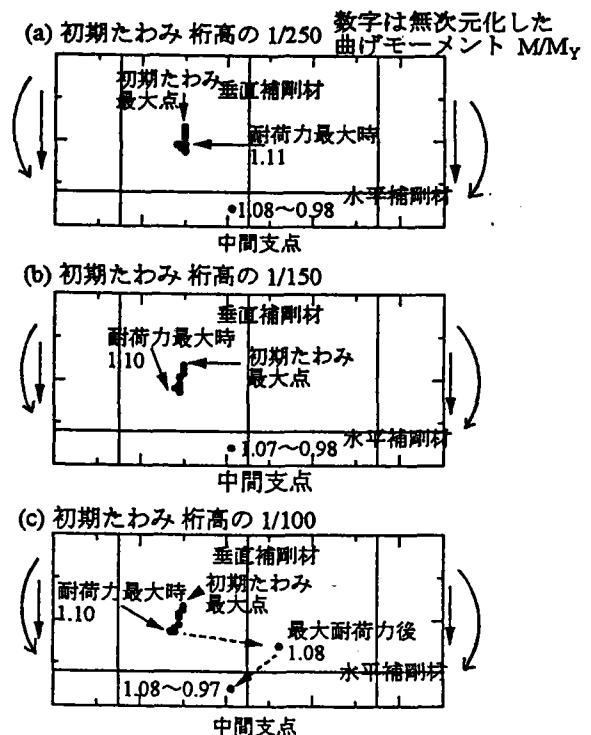 (a) 初期たわみ 桁高の 1/250
数字は無次元化した
曲げモーメント M/MY
初期たわみ
最大点
垂直補剛材
耐荷力最大時
1.11
水平補剛材
1.08～0.98
中間支点
(b) 初期たわみ 桁高の 1/150
垂直補剛材
耐荷力最大時
1.10
初期たわみ
最大点
水平補剛材
1.07～0.98
中間支点
(c) 初期たわみ 桁高の 1/100
垂直補剛材
耐荷力最大時
1.10
初期たわみ
最大点
最大耐荷力後
1.08
水平補剛材
1.08～0.97
中間支点